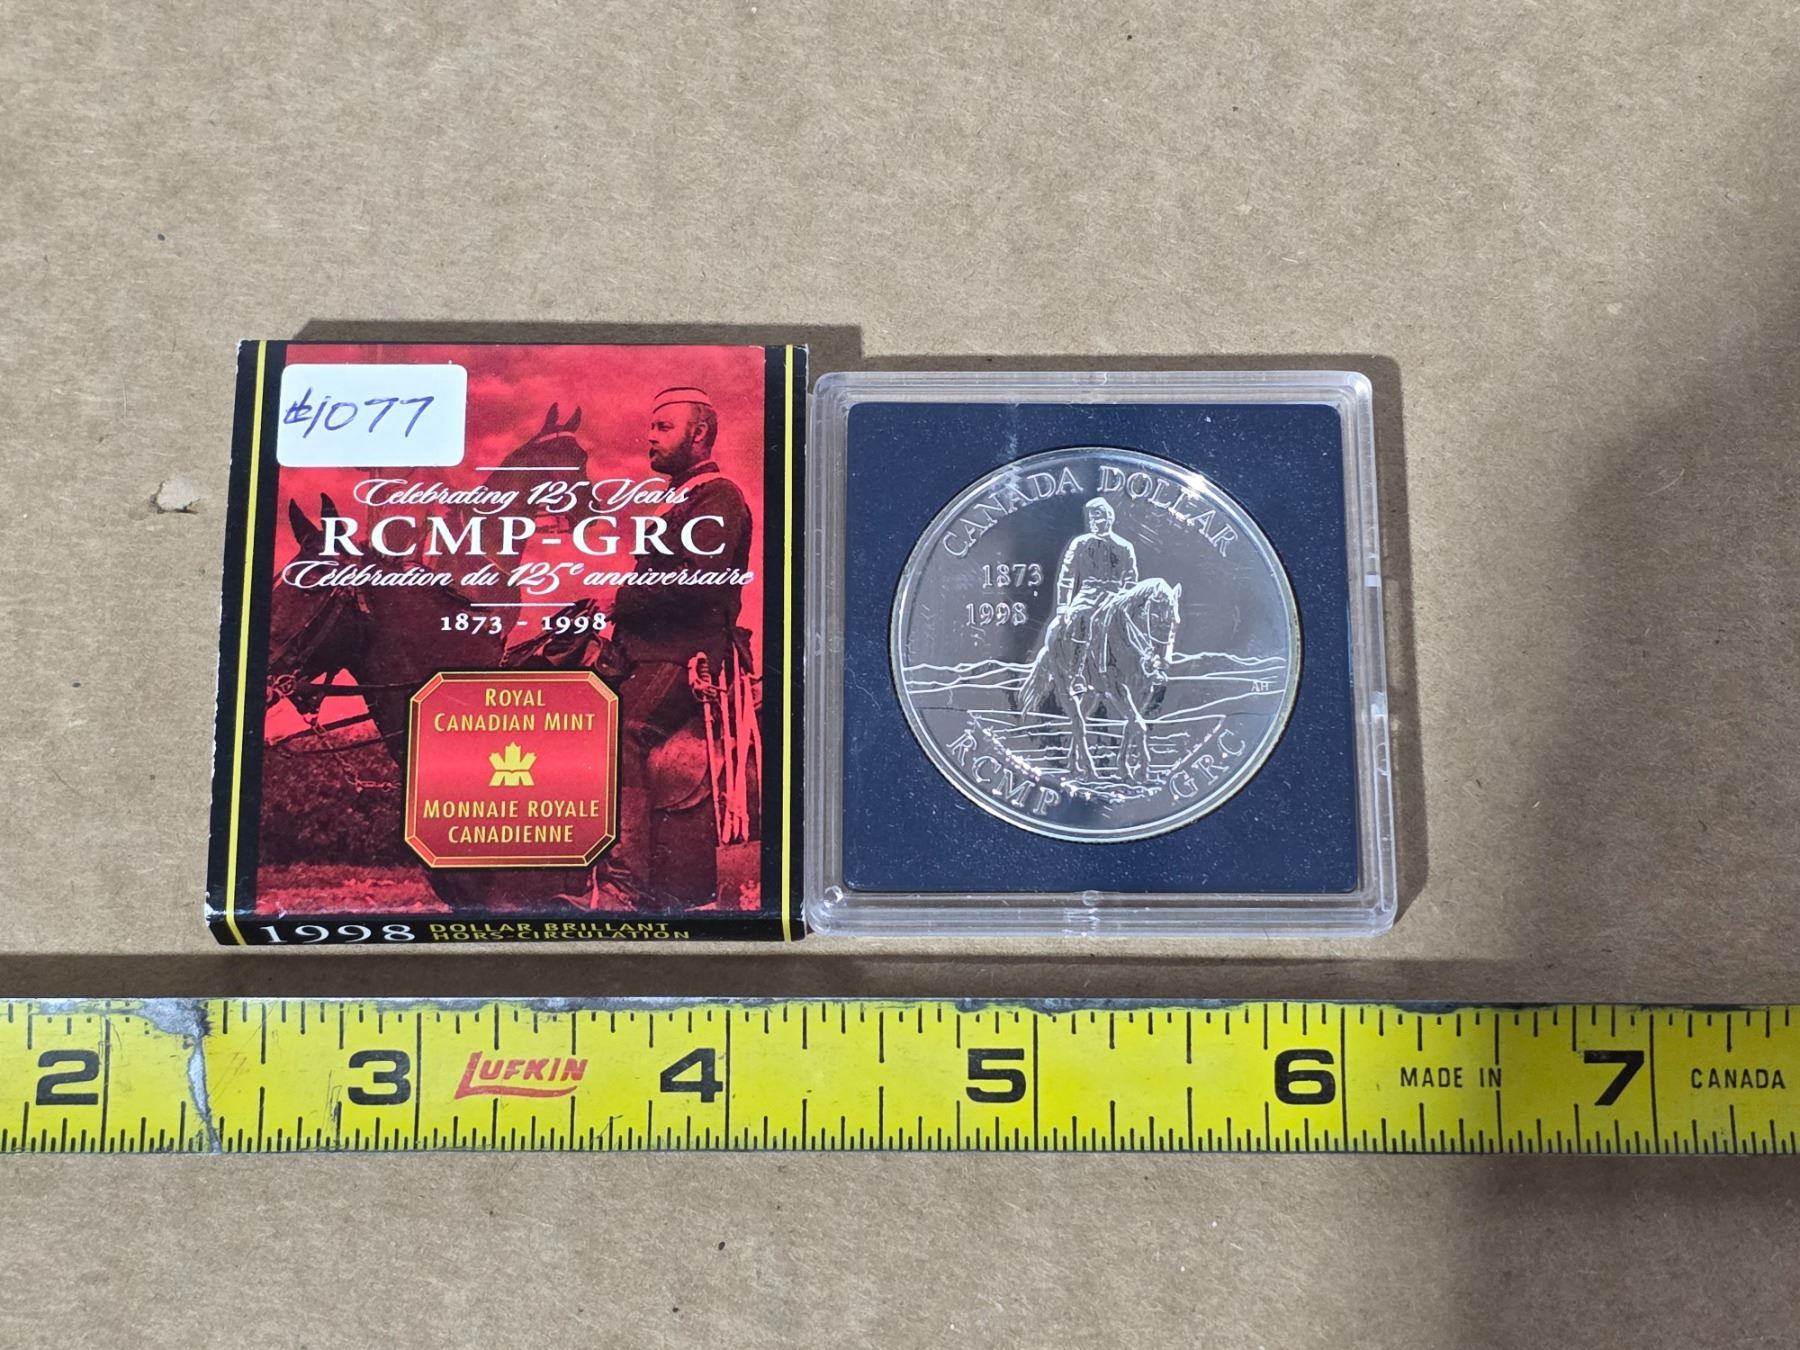 #1077
Celebrating 125 Years
RCMP-GRC
Célébration du 125e anniversaire
1873 - 1998
ROYAL
CANADIAN MINT
MONNAIE ROYALE
CANADIENNE
1998 DOLLAR BRILLANT
HORS-CIRCULATION
CANADA DOLLAR
1873
1998
AH
RCMP GRC
2 3 LUFKIN 4 5 6 MADE IN 7 CANADA